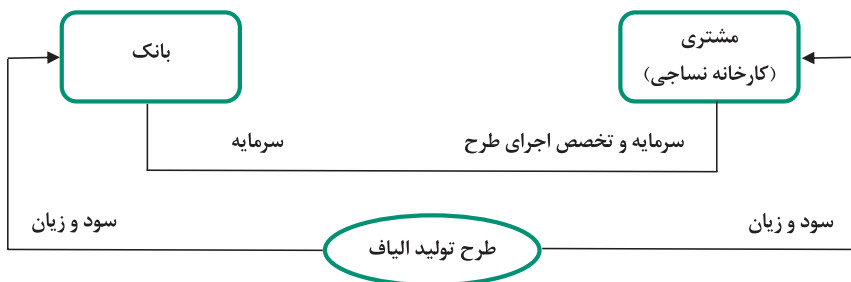 مشتری
(کارخانه نساجی)
بانک
سرمایه و تخصص اجرای طرح
سرمایه
سود و زیان
سود و زیان
طرح تولید الیاف